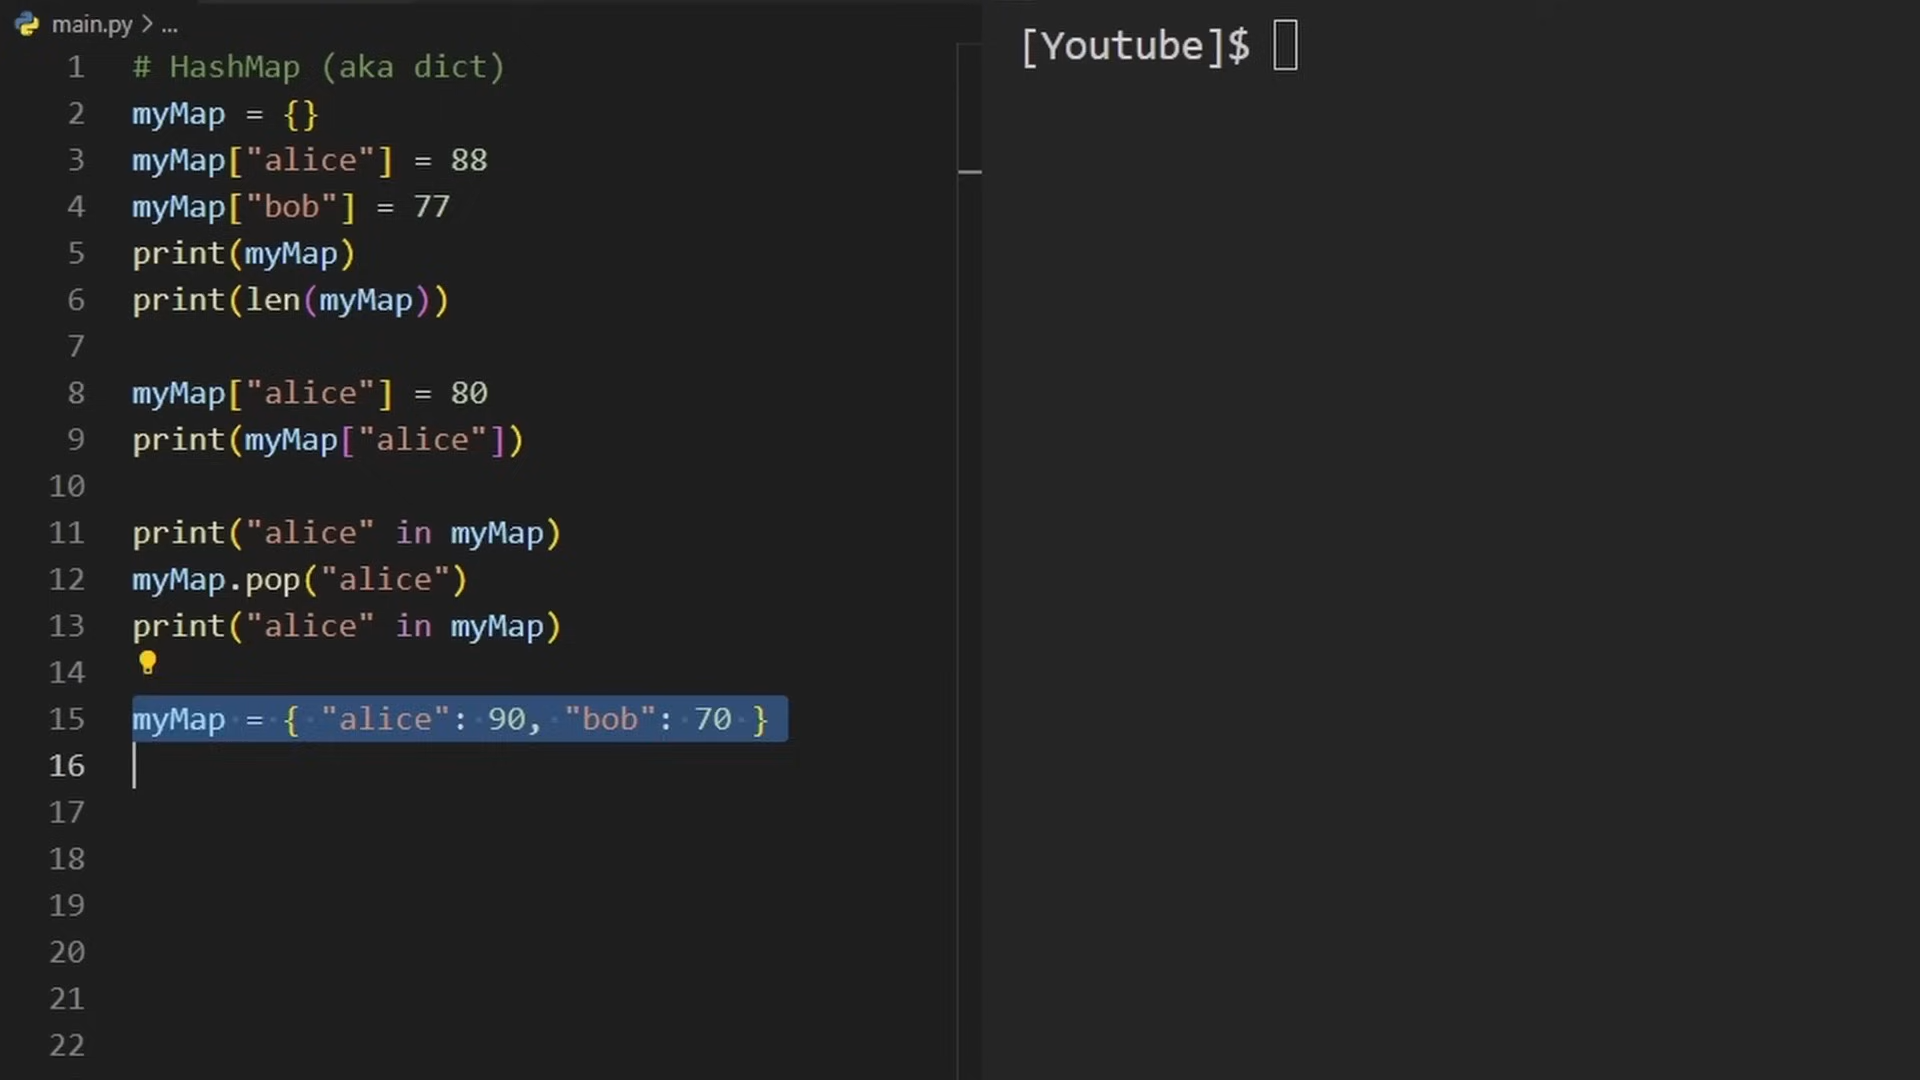 main.py > ...
1 # HashMap (aka dict)
2 myMap = {}
3 myMap["alice"] = 88
4 myMap["bob"] = 77
5 print(myMap)
6 print(len(myMap))
7
8 myMap["alice"] = 80
9 print(myMap["alice"])
10
11 print("alice" in myMap)
12 myMap.pop("alice")
13 print("alice" in myMap)
14
15 myMap = { "alice": 90, "bob": 70 }
16
17
18
19
20
21
22
[Youtube]$